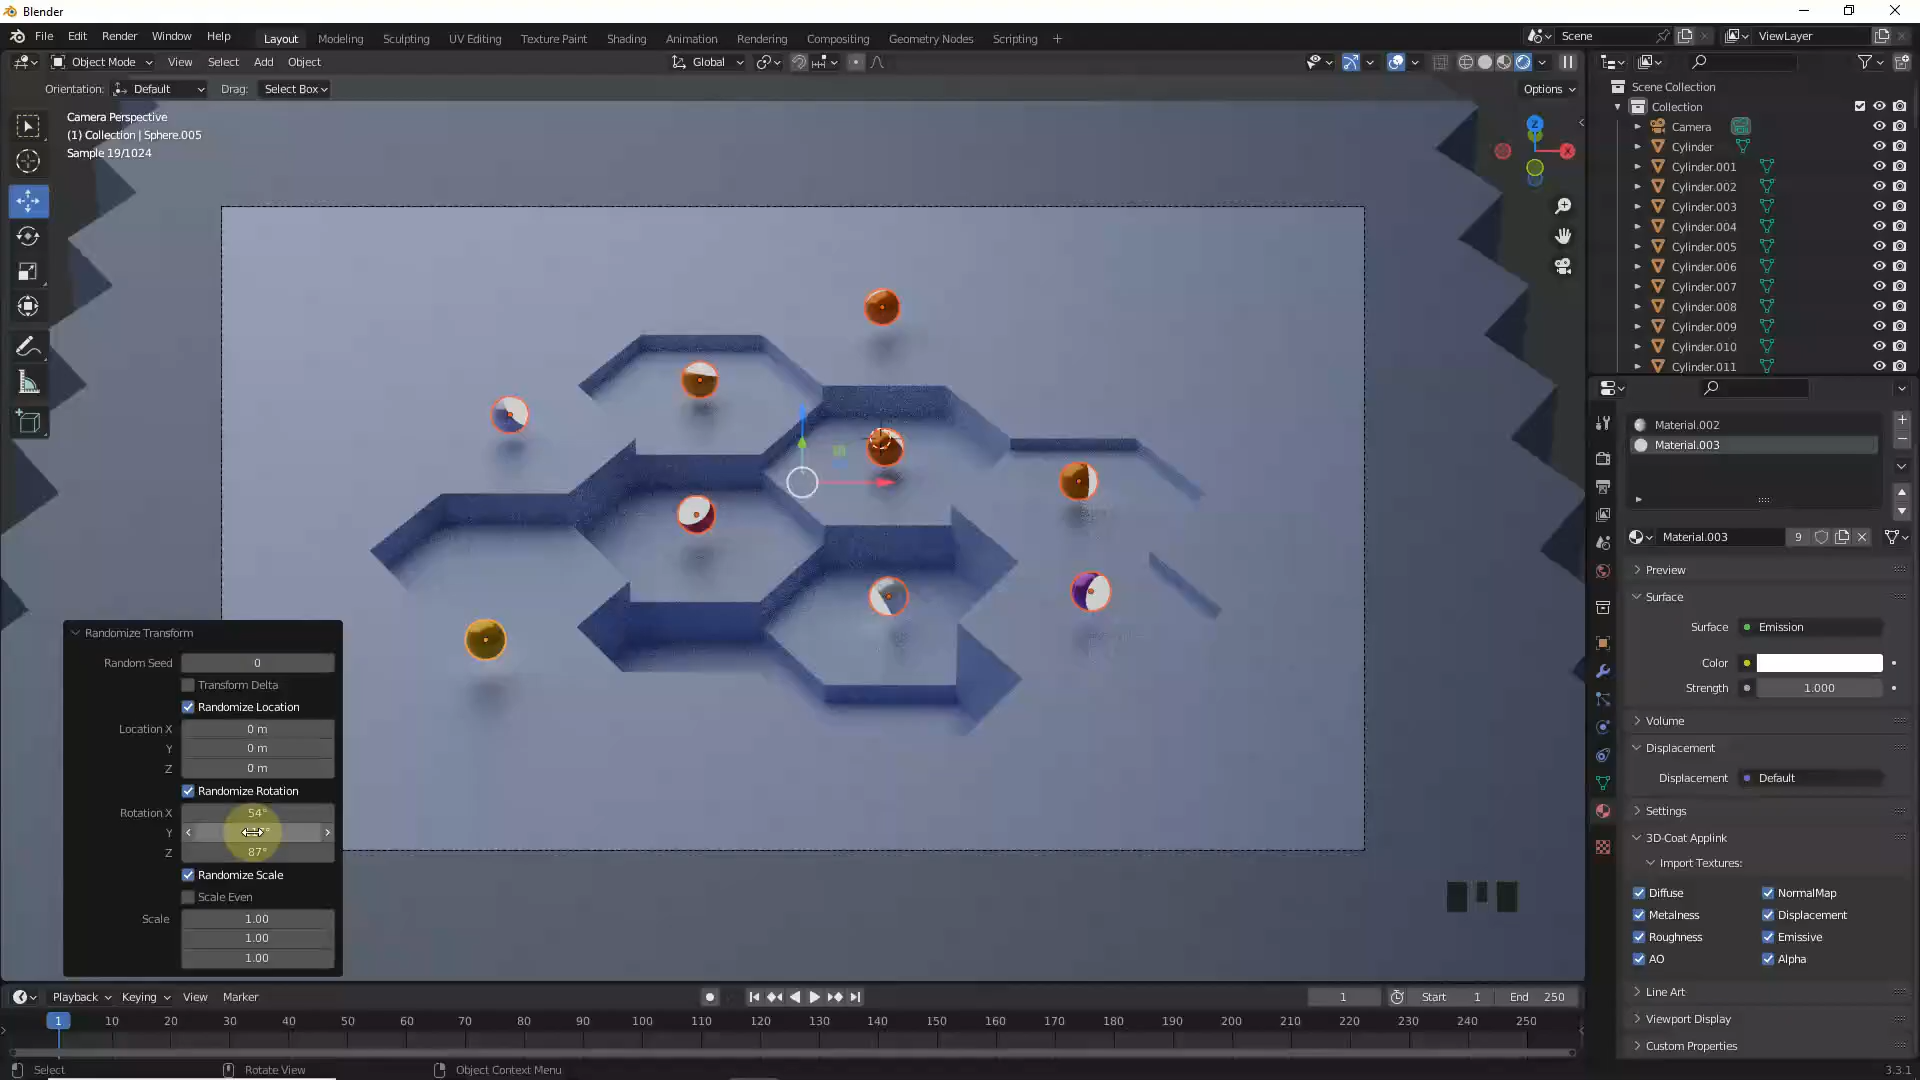 Blender
File Edit Render Window Help
Layout Modeling Sculpting UV Editing Texture Paint Shading Animation Rendering Compositing Geometry Nodes Scripting +
Scene
ViewLayer
Object Mode View Select Add Object
Global
Orientation: Default Drag: Select Box
Options
Camera Perspective
(1) Collection | Sphere.005
Sample 19/1024
Z
X
Scene Collection
Collection
Camera
Cylinder
Cylinder.001
Cylinder.002
Cylinder.003
Cylinder.004
Cylinder.005
Cylinder.006
Cylinder.007
Cylinder.008
Cylinder.009
Cylinder.010
Cylinder.011
Material.002
Material.003
Material.003 9
Preview
Surface
Surface Emission
Color
Strength 1.000
Volume
Displacement
Displacement Default
Settings
3D-Coat Applink
Import Textures:
Diffuse NormalMap
Metalness Displacement
Roughness Emissive
AO Alpha
Line Art
Viewport Display
Custom Properties
Randomize Transform
Random Seed 0
Transform Delta
Randomize Location
Location X 0 m
Y 0 m
Z 0 m
Randomize Rotation
Rotation X 54°
Y
Z 87°
Randomize Scale
Scale Even
Scale 1.00
1.00
1.00
Playback Keying View Marker
1 Start 1 End 250
1 10 20 30 40 50 60 70 80 90 100 110 120 130 140 150 160 170 180 190 200 210 220 230 240 250
Select Rotate View Object Context Menu
3.3.1